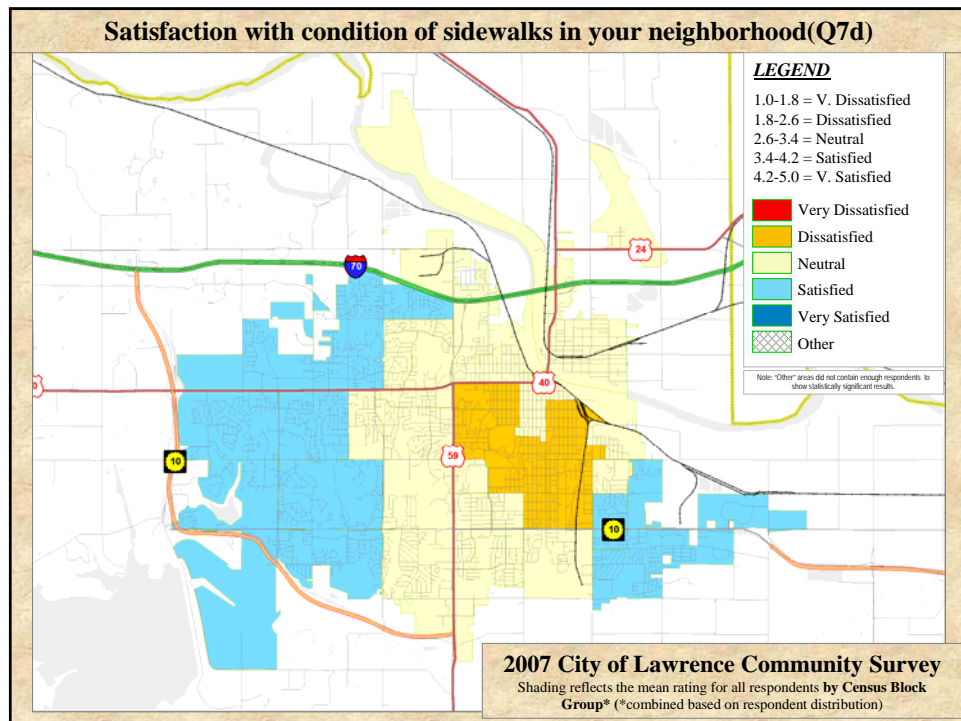 Satisfaction with condition of sidewalks in your neighborhood(Q7d)
LEGEND
1.0-1.8 = V. Dissatisfied
1.8-2.6 = Dissatisfied
2.6-3.4 = Neutral
3.4-4.2 = Satisfied
4.2-5.0 = V. Satisfied
Very Dissatisfied
Dissatisfied
Neutral
Satisfied
Very Satisfied
Other
Note: "Other" areas did not contain enough respondents to
show statistically significant results.
24
70
40
59
10
10
2007 City of Lawrence Community Survey
Shading reflects the mean rating for all respondents by Census Block
Group* (*combined based on respondent distribution)